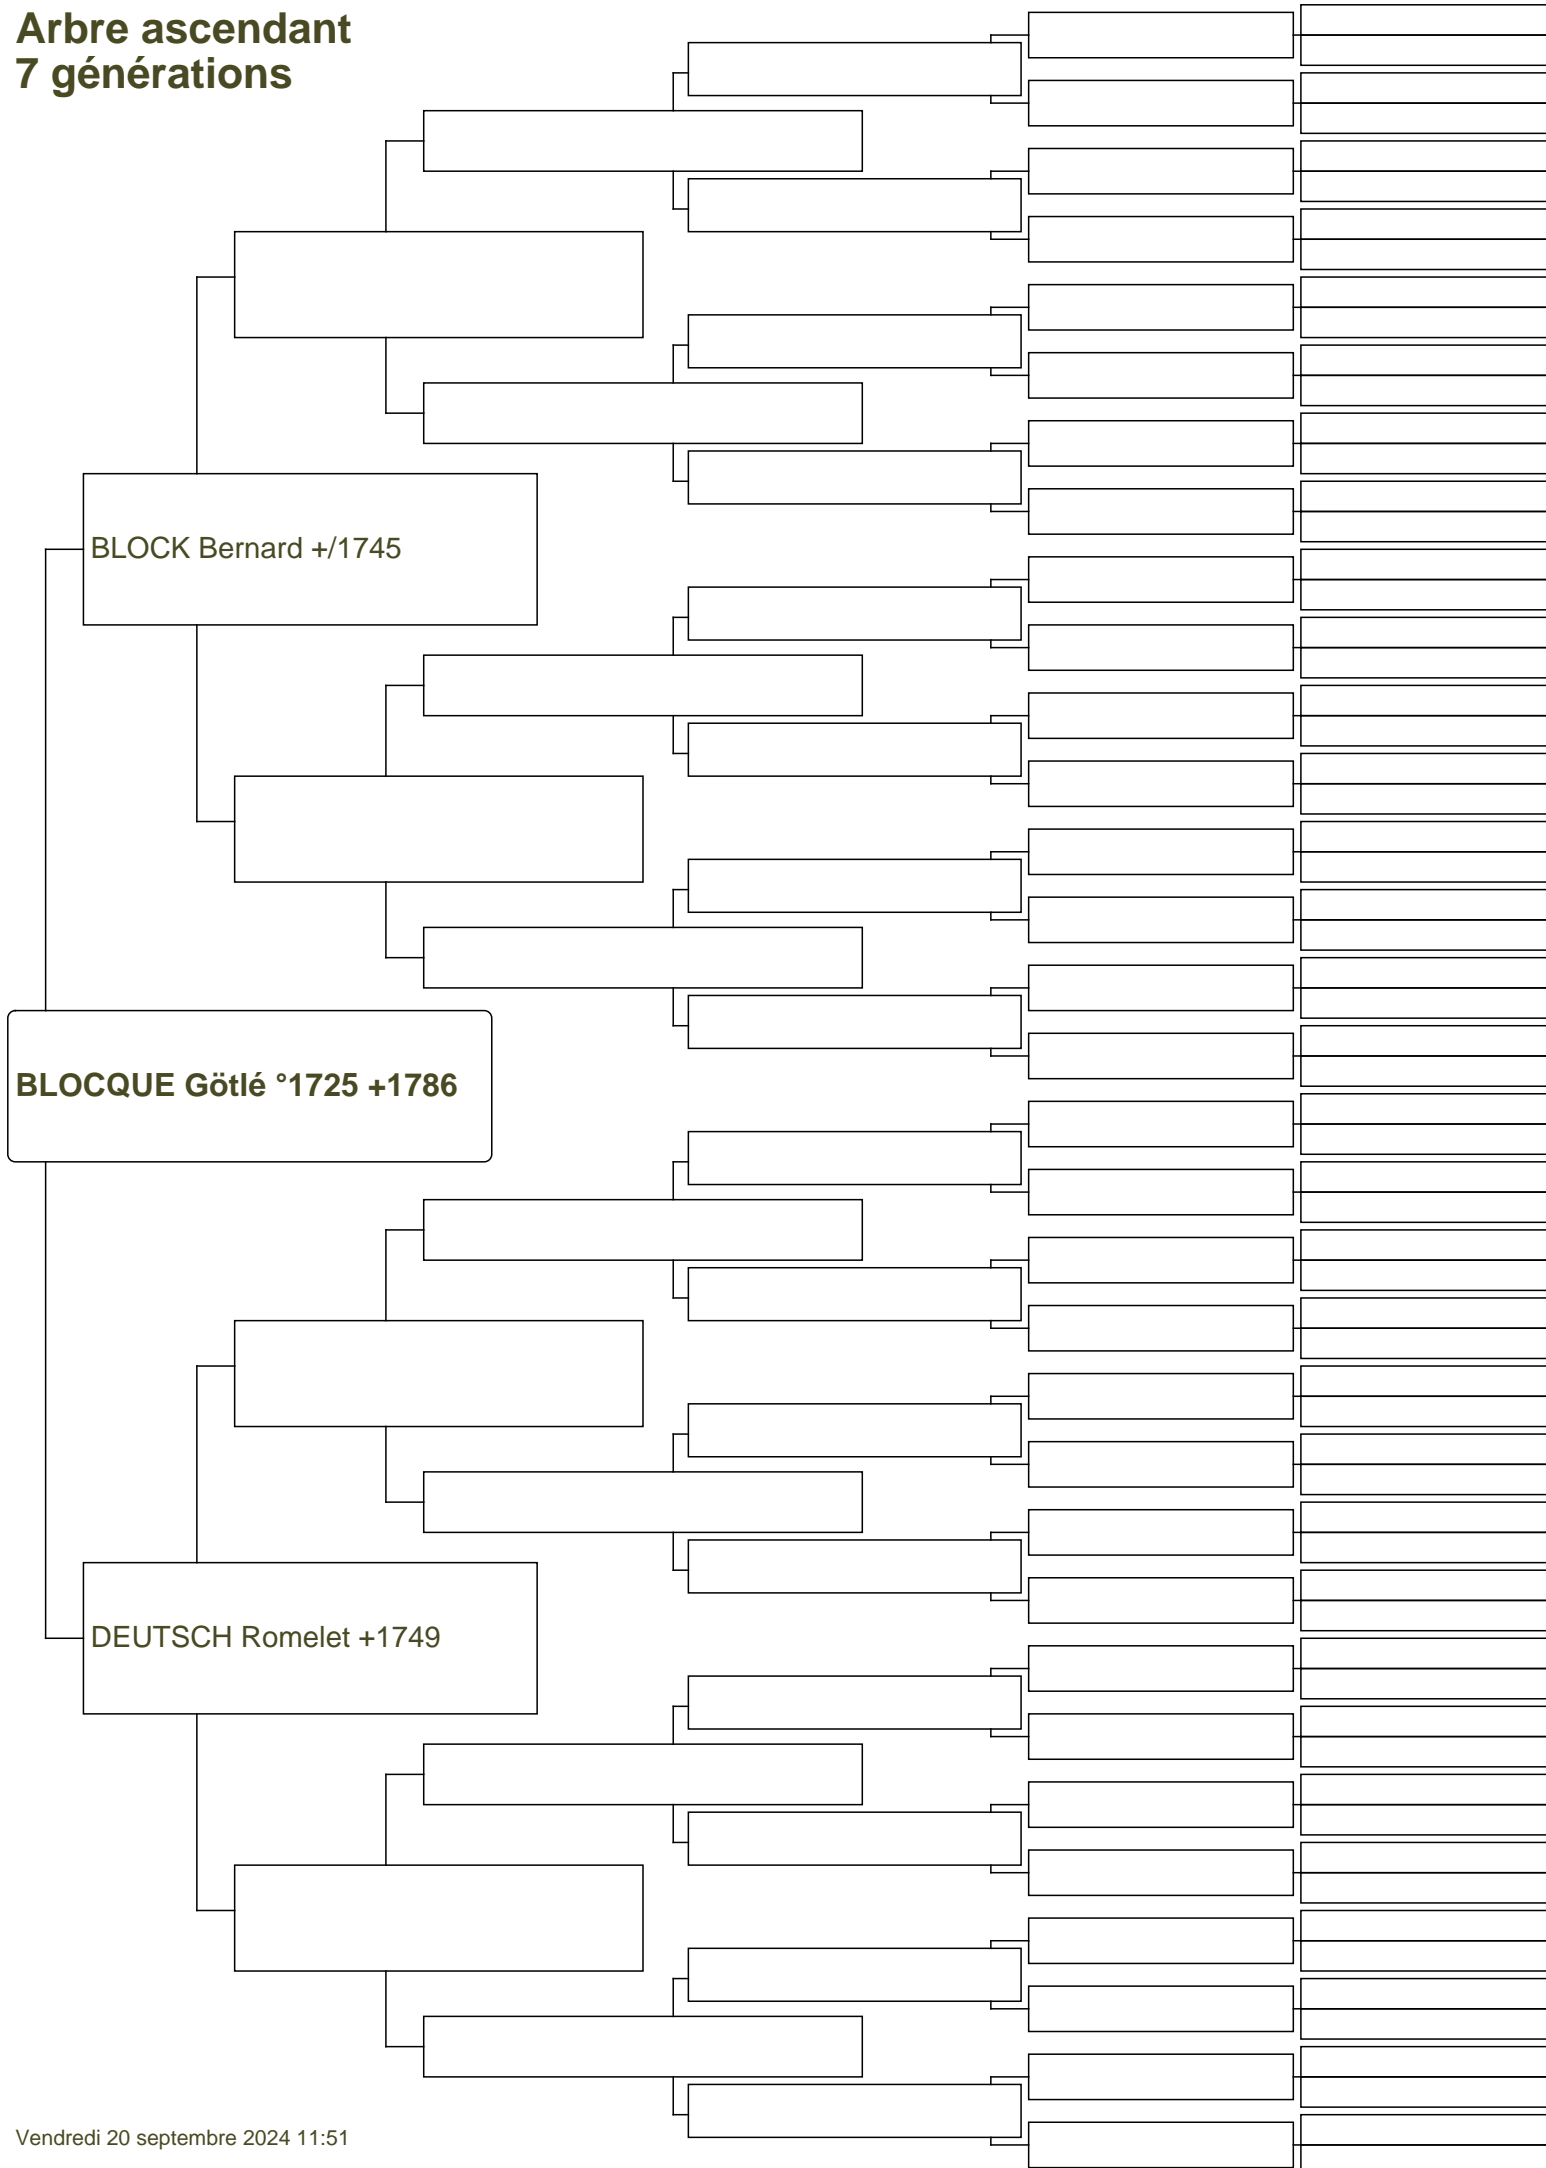 Arbre ascendant
7 générations
BLOCK Bernard +/1745
BLOCQUE Götlé °1725 +1786
DEUTSCH Romelet +1749
Vendredi 20 septembre 2024 11:51